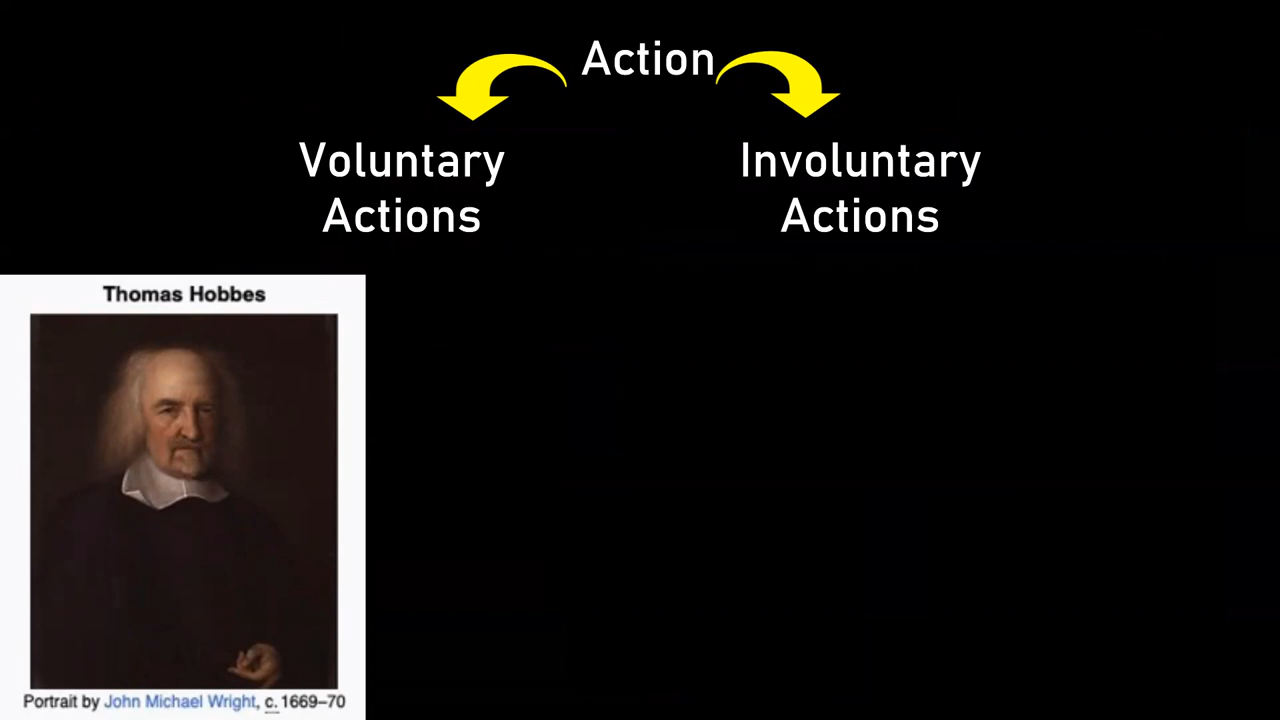 Action
Voluntary
Actions
Involuntary
Actions
Thomas Hobbes
Portrait by John Michael Wright, c. 1669–70